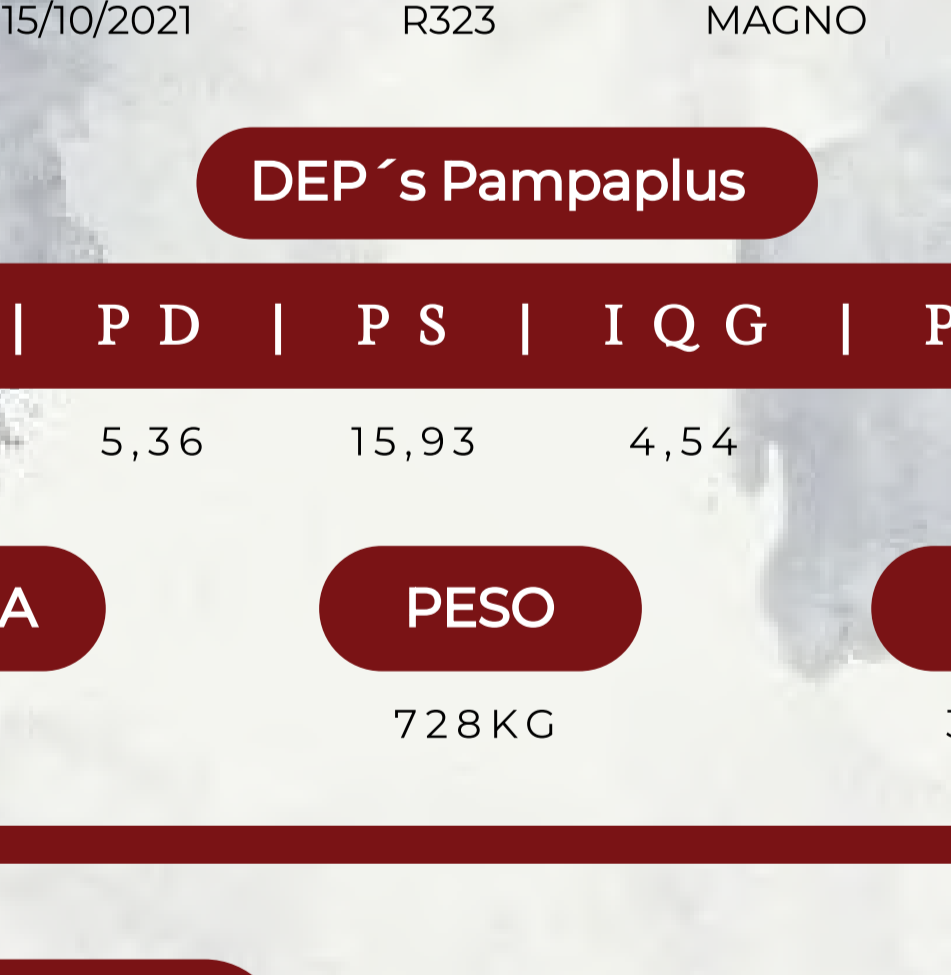 15/10/2021 R323 MAGNO
DEP´s Pampaplus
| PD | PS | IQG | P
5,36 15,93 4,54
A PESO
728KG